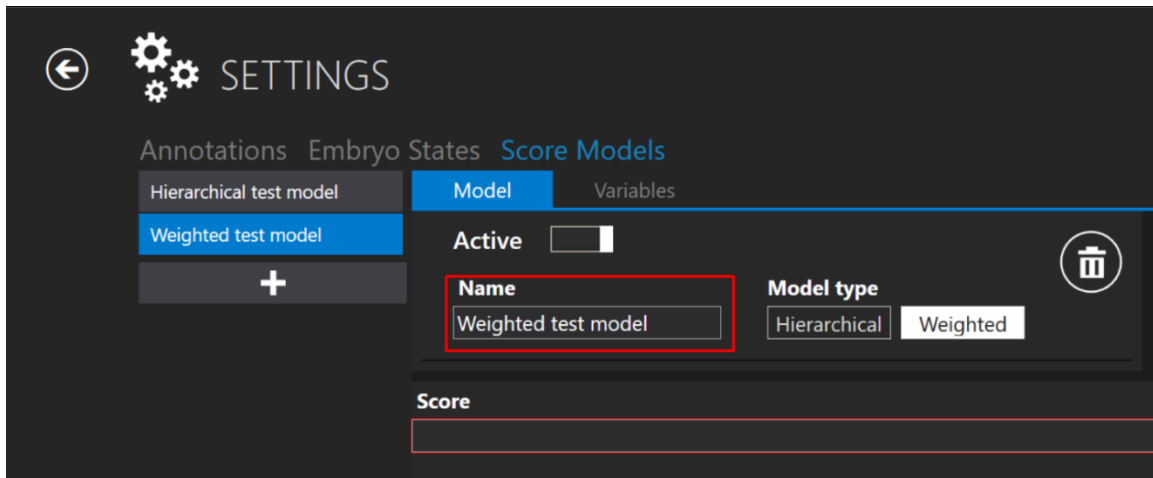 SETTINGS
Annotations Embryo States Score Models
Hierarchical test model
Weighted test model
Model Variables
Active
Name
Weighted test model
Model type
Hierarchical Weighted
Score